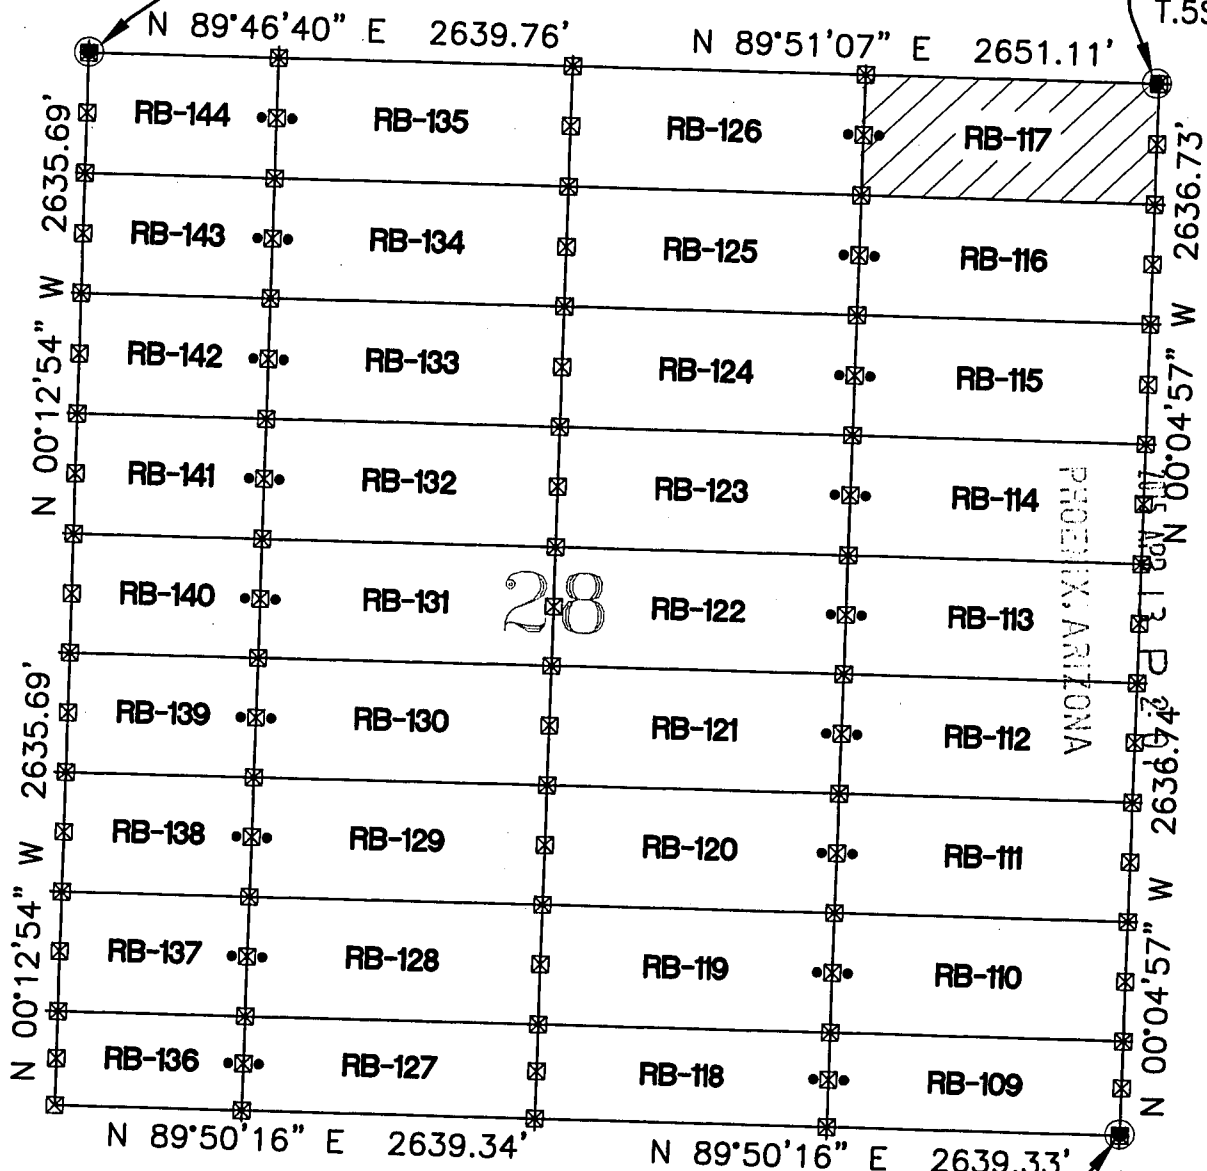 T.5S
N 89°46'40" E 2639.76'
N 89°51'07" E 2651.11'
2635.69'
N 00°12'54" W
2635.69'
N 00°12'54" W
2636.73'
N 00°04'57" W
2636.74'
N 00°04'57" W
RB-144 RB-135 RB-126 RB-117
RB-143 RB-134 RB-125 RB-116
RB-142 RB-133 RB-124 RB-115
RB-141 RB-132 RB-123 RB-114
RB-140 RB-131 28 RB-122 RB-113
RB-139 RB-130 RB-121 RB-112
RB-138 RB-129 RB-120 RB-111
RB-137 RB-128 RB-119 RB-110
RB-136 RB-127 RB-118 RB-109
PHOENIX, ARIZONA
13 P
N 89°50'16" E 2639.34'
N 89°50'16" E 2639.33'